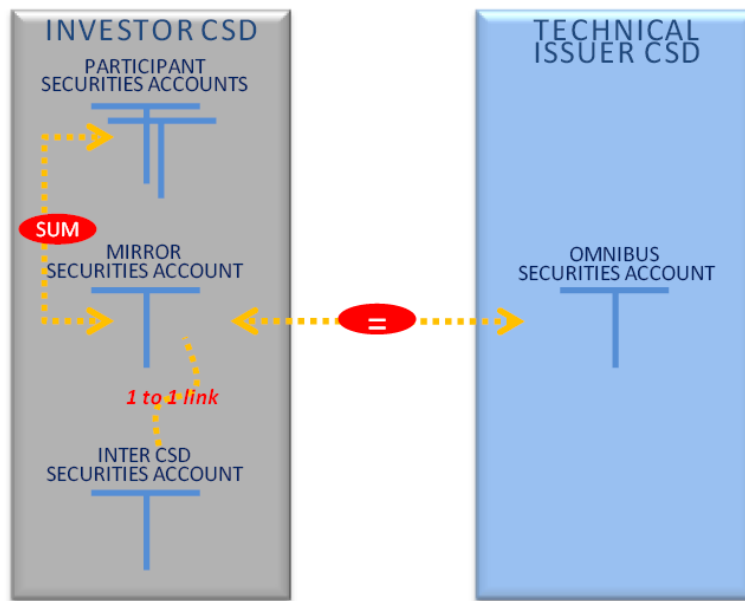 INVESTOR CSD
PARTICIPANT
SECURITIES ACCOUNTS
SUM
MIRROR
SECURITIES ACCOUNT
1 to 1 link
INTER CSD
SECURITIES ACCOUNT
=
TECHNICAL
ISSUER CSD
OMNIBUS
SECURITIES ACCOUNT